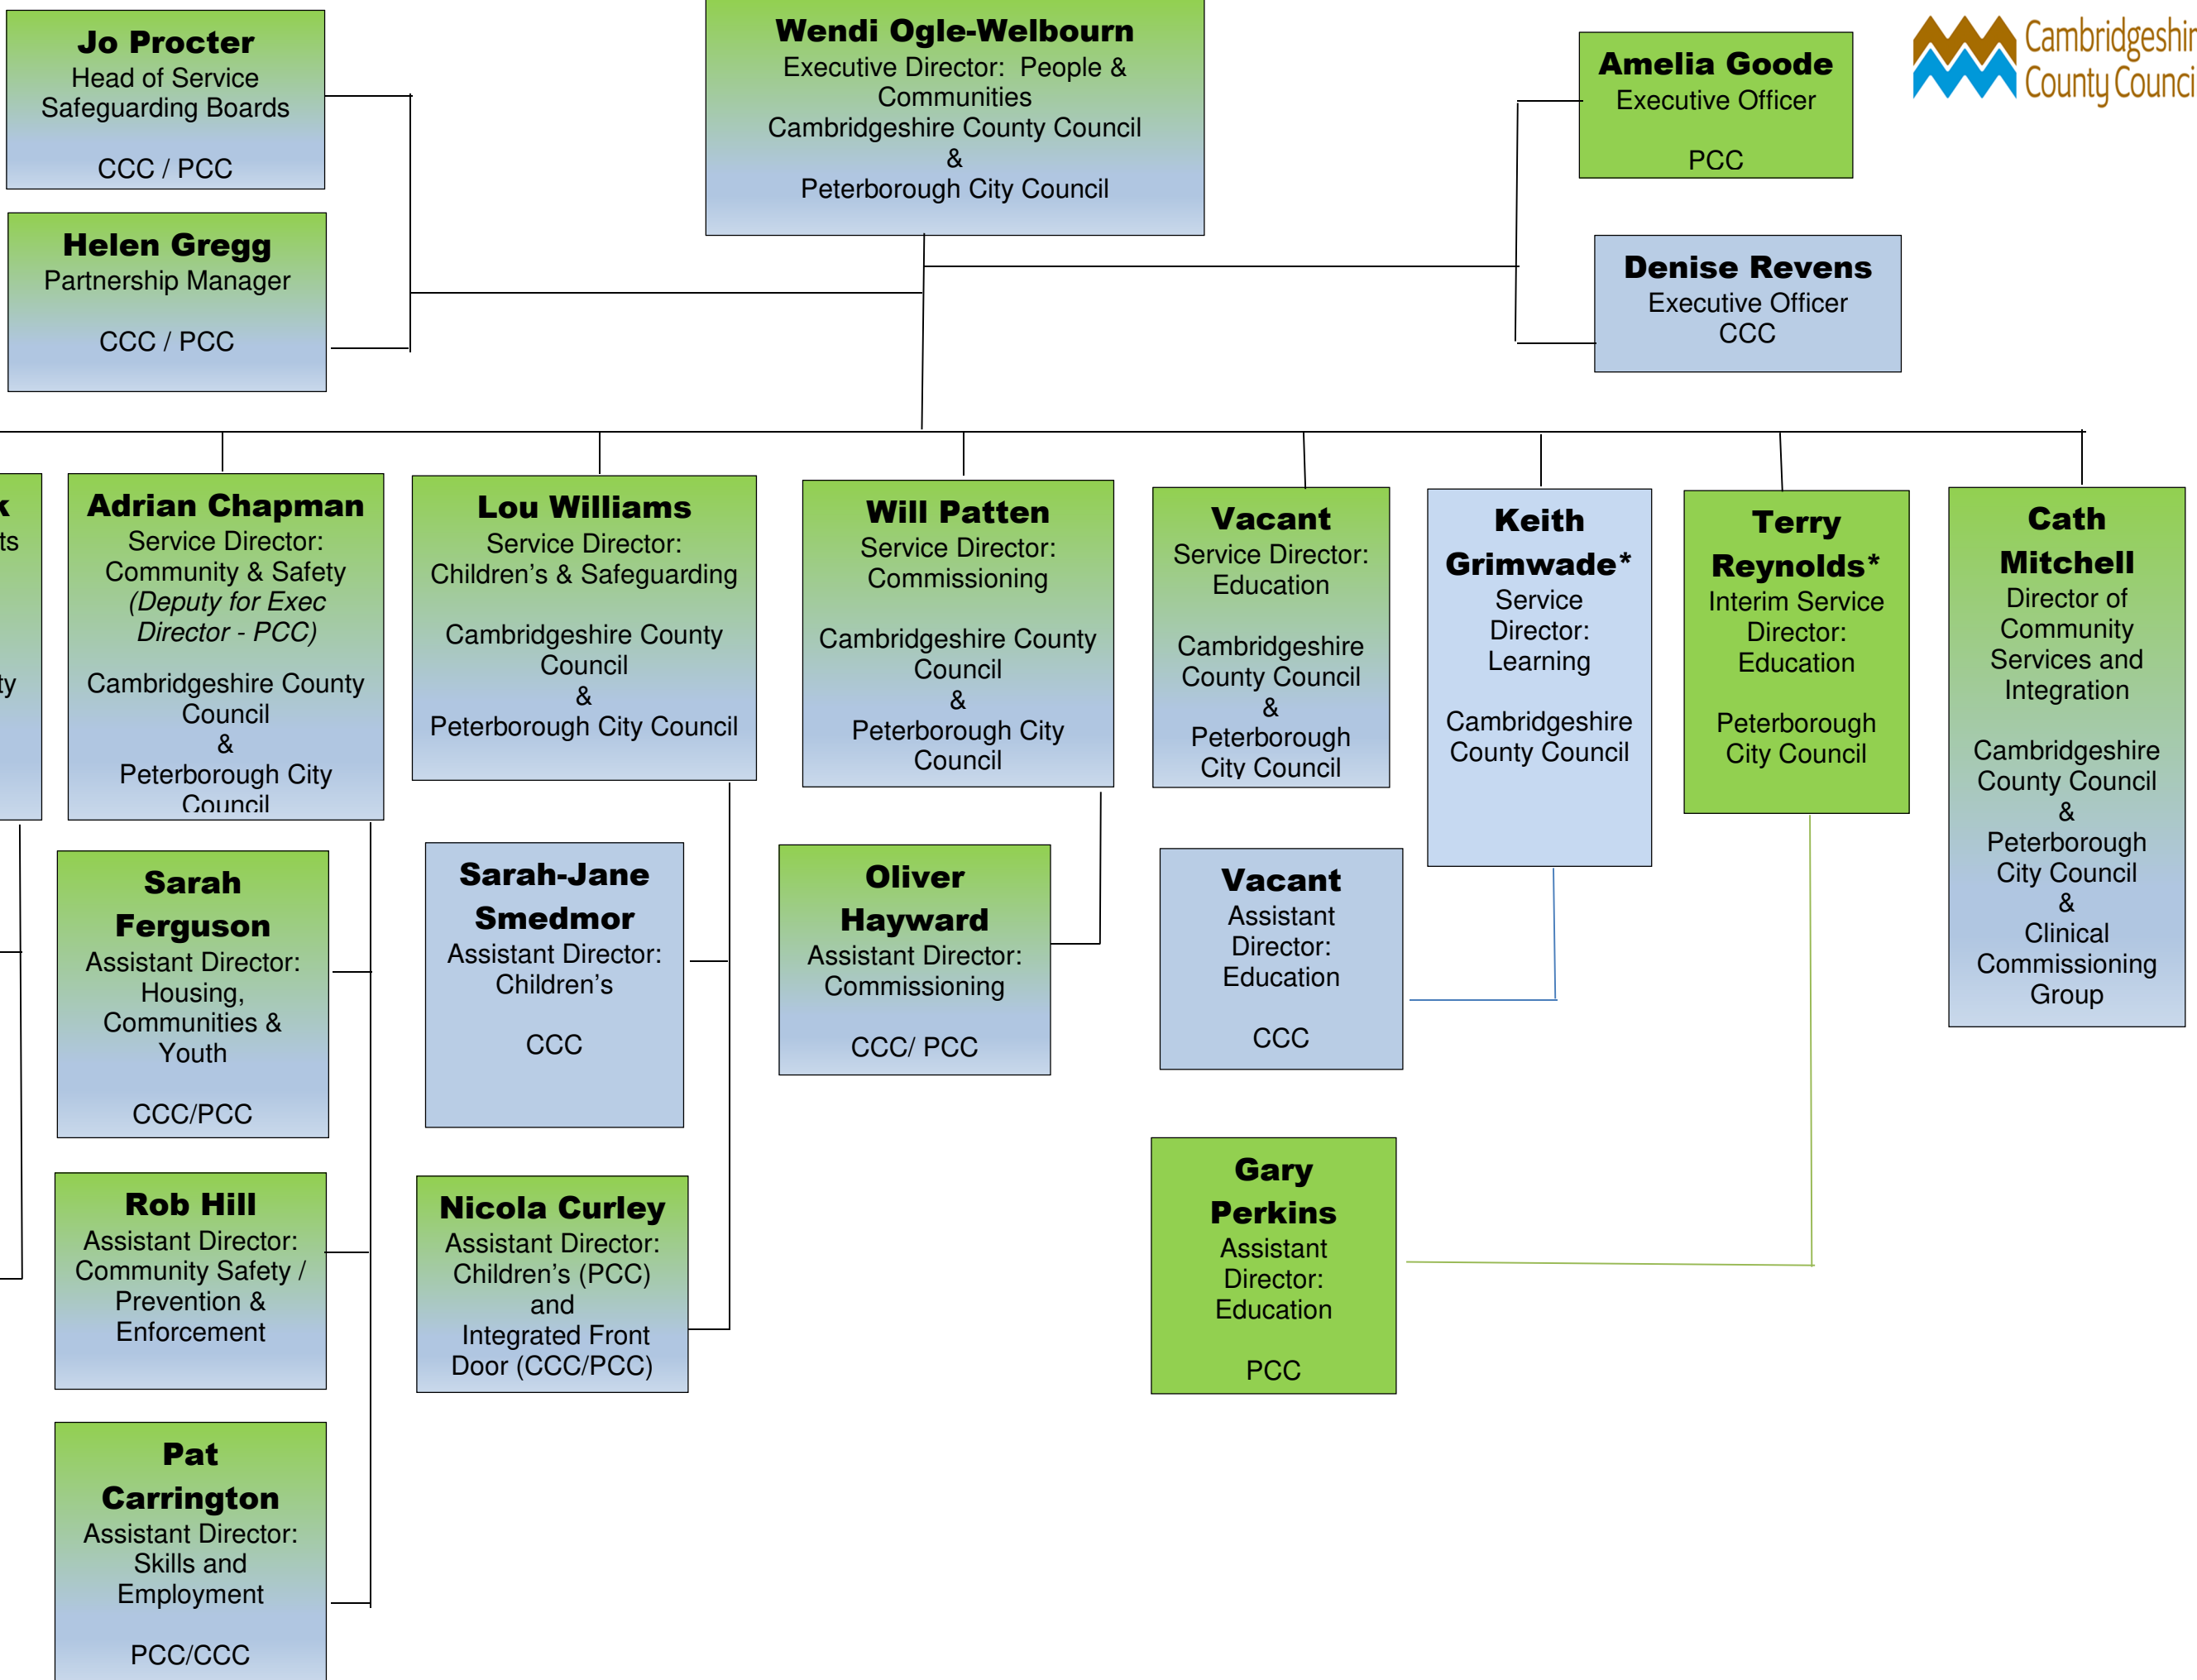 Jo Procter
Head of Service
Safeguarding Boards
CCC / PCC
Helen Gregg
Partnership Manager
CCC / PCC
Wendi Ogle-Welbourn
Executive Director: People &
Communities
Cambridgeshire County Council
&
Peterborough City Council
Amelia Goode
Executive Officer
PCC
Denise Revens
Executive Officer
CCC
County
k
ts
ty
Adrian Chapman
Service Director:
Community & Safety
(Deputy for Exec
Director - PCC)
Cambridgeshire County
Council
&
Peterborough City
Council
Lou Williams
Service Director:
Children’s & Safeguarding
Cambridgeshire County
Council
&
Peterborough City Council
Will Patten
Service Director:
Commissioning
Cambridgeshire County
Council
&
Peterborough City
Council
Vacant
Service Director:
Education
Cambridgeshire
County Council
&
Peterborough
City Council
Keith
Grimwade*
Service
Director:
Learning
Cambridgeshire
County Council
Terry
Reynolds*
Interim Service
Director:
Education
Peterborough
City Council
Cath
Mitchell
Director of
Community
Services and
Integration
Cambridgeshire
County Council
&
Peterborough
City Council
&
Clinical
Commissioning
Group
Sarah
Ferguson
Assistant Director:
Housing,
Communities &
Youth
CCC/PCC
Rob Hill
Assistant Director:
Community Safety /
Prevention &
Enforcement
Pat
Carrington
Assistant Director:
Skills and
Employment
PCC/CCC
Sarah-Jane
Smedmor
Assistant Director:
Children’s
CCC
Nicola Curley
Assistant Director:
Children’s (PCC)
and
Integrated Front
Door (CCC/PCC)
Oliver
Hayward
Assistant Director:
Commissioning
CCC/ PCC
Vacant
Assistant
Director:
Education
CCC
Gary
Perkins
Assistant
Director:
Education
PCC